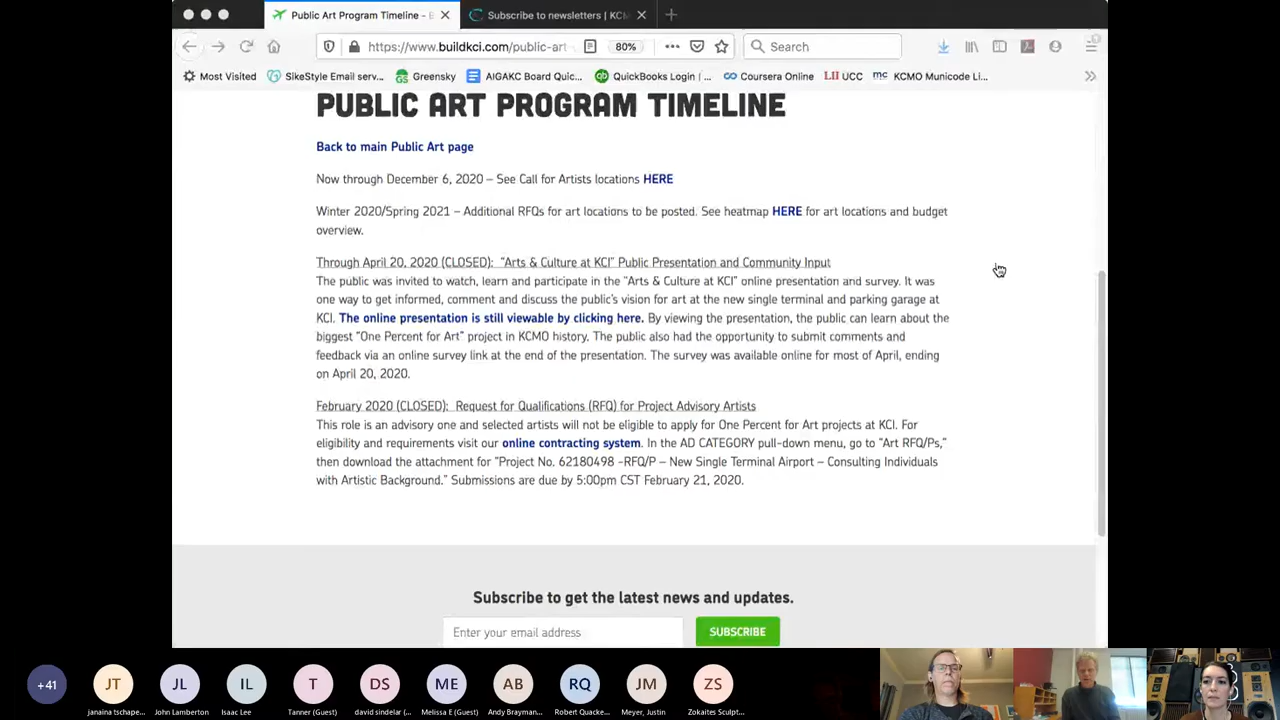 Public Art Program Timeline - B
Subscribe to newsletters | KCM
https://www.buildkci.com/public-art
80%
Search
Most Visited
SikeStyle Email serv...
Greensky
AIGAKC Board Quic...
QuickBooks Login | ...
Coursera Online
LII UCC
KCMO Municode Li...
PUBLIC ART PROGRAM TIMELINE
Back to main Public Art page
Now through December 6, 2020 – See Call for Artists locations HERE
Winter 2020/Spring 2021 – Additional RFQs for art locations to be posted. See heatmap HERE for art locations and budget
overview.
Through April 20, 2020 (CLOSED): “Arts & Culture at KCI” Public Presentation and Community Input
The public was invited to watch, learn and participate in the “Arts & Culture at KCI” online presentation and survey. It was
one way to get informed, comment and discuss the public’s vision for art at the new single terminal and parking garage at
KCI. The online presentation is still viewable by clicking here. By viewing the presentation, the public can learn about the
biggest “One Percent for Art” project in KCMO history. The public also had the opportunity to submit comments and
feedback via an online survey link at the end of the presentation. The survey was available online for most of April, ending
on April 20, 2020.
February 2020 (CLOSED): Request for Qualifications (RFQ) for Project Advisory Artists
This role is an advisory one and selected artists will not be eligible to apply for One Percent for Art projects at KCI. For
eligibility and requirements visit our online contracting system. In the AD CATEGORY pull-down menu, go to “Art RFQ/Ps,”
then download the attachment for “Project No. 62180498 -RFQ/P – New Single Terminal Airport – Consulting Individuals
with Artistic Background.” Submissions are due by 5:00pm CST February 21, 2020.
Subscribe to get the latest news and updates.
Enter your email address
SUBSCRIBE
+41
JT
JL
IL
T
DS
ME
AB
RQ
JM
ZS
janaina tschape...
John Lamberton
Isaac Lee
Tanner (Guest)
david sindelar (...
Melissa E (Guest)
Andy Brayman...
Robert Quacke...
Meyer, Justin
Zokaites Sculpt...